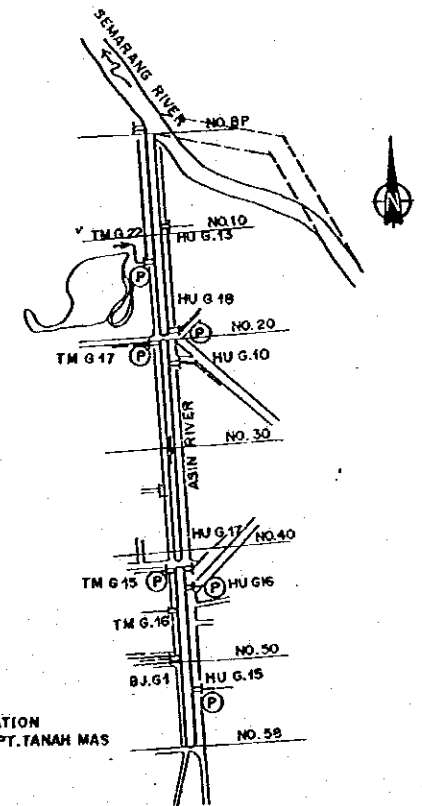 SEMARANG RIVER
NO.BP
NO.10
TM G.22
HU G.13
P
N
HU G 18
P
NO.20
TM G 17
P
HU G.10
ASIN RIVER
NO. 30
HU G.17
NO.40
TM G 15
P
P
HU G16
TM G.16
NO.50
BJ.G1
HU G.15
P
ATION
PT.TANAH MAS
NO.58